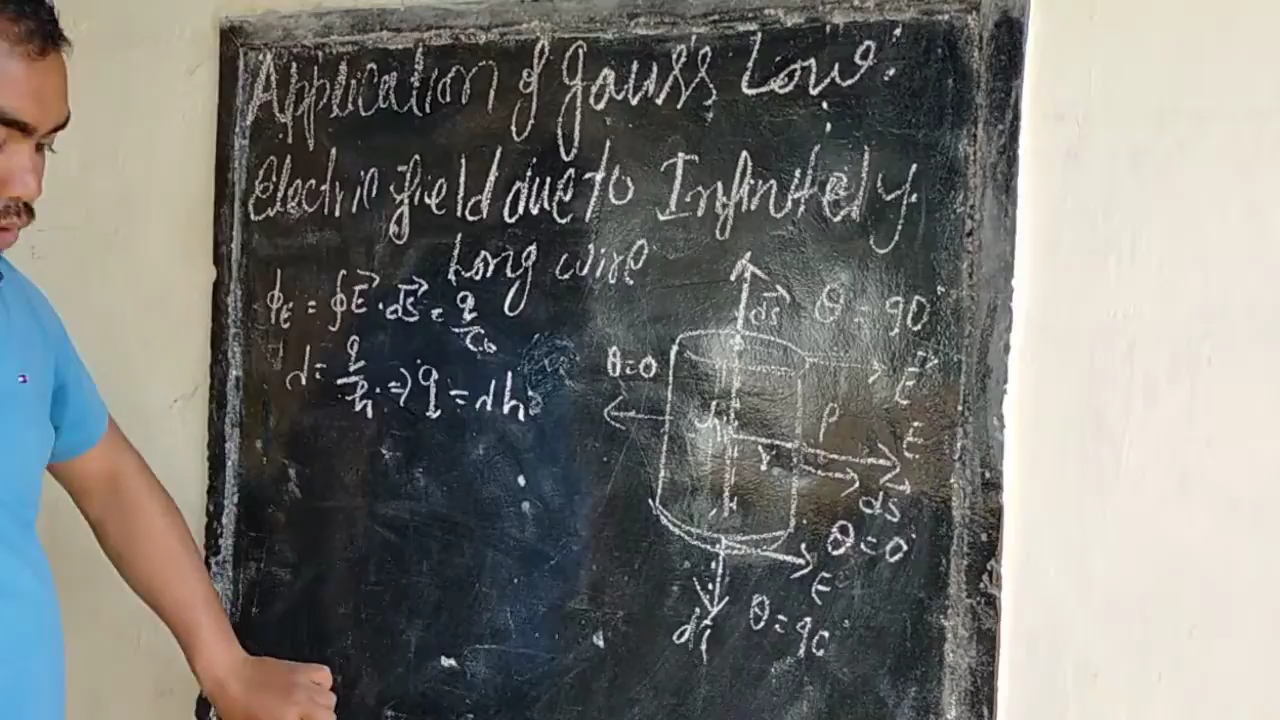 Application of Gauss's Law:
Electric field due to Infinitely
Long wire
ϕE = ∮E⃗ · ds⃗ = q/ε0
λ = q/h => q = λh
ds⃗ θ = 90°
θ=0
E⃗
h
P
E
r
ds⃗
θ=0°
E
ds θ = 90°